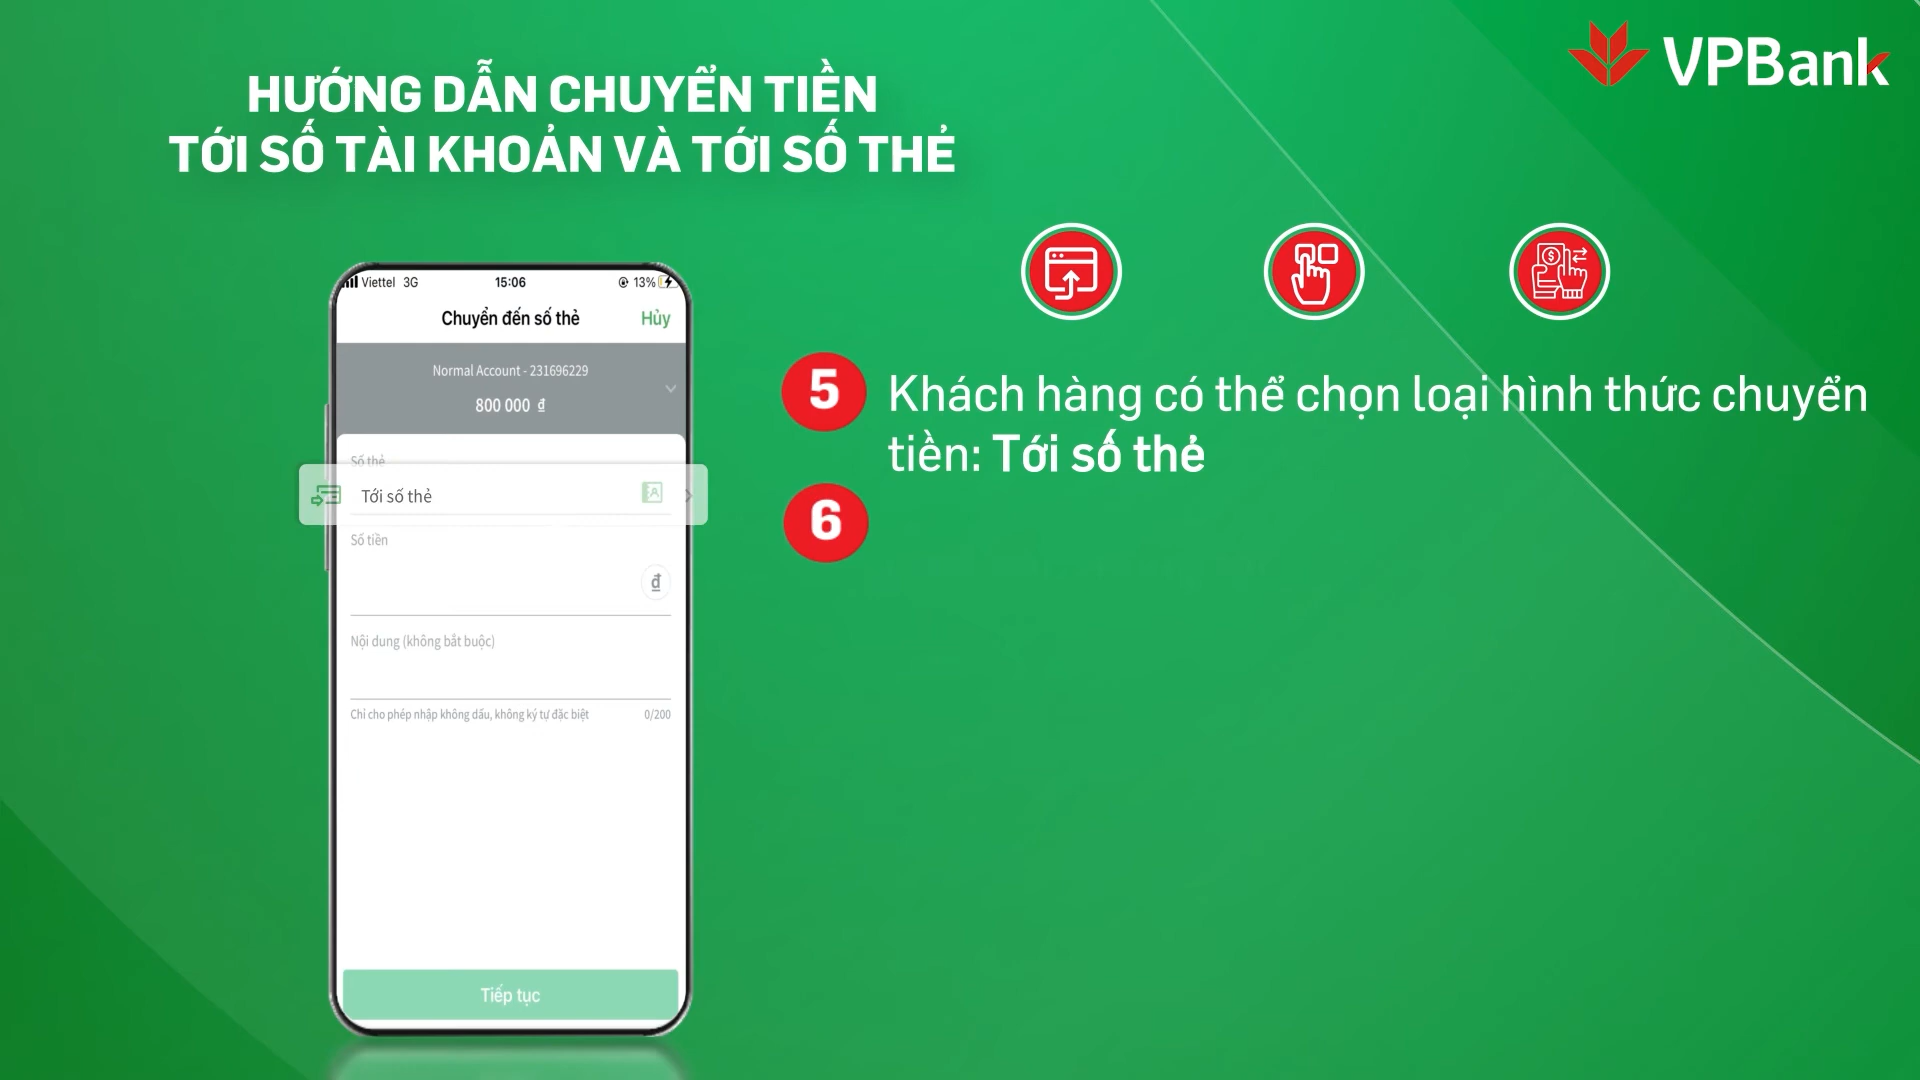 VPBank
HƯỚNG DẪN CHUYỂN TIỀN
TỚI SỐ TÀI KHOẢN VÀ TỚI SỐ THẺ
Viettel 3G 15:06 13%
Chuyển đến số thẻ Hủy
Normal Account - 231696229
800 000 ₫
Số thẻ
Tới số thẻ
Số tiền
đ
Nội dung (không bắt buộc)
Chỉ cho phép nhập không dấu, không ký tự đặc biệt 0/200
Tiếp tục
5 Khách hàng có thể chọn loại hình thức chuyển
tiền: Tới số thẻ
6